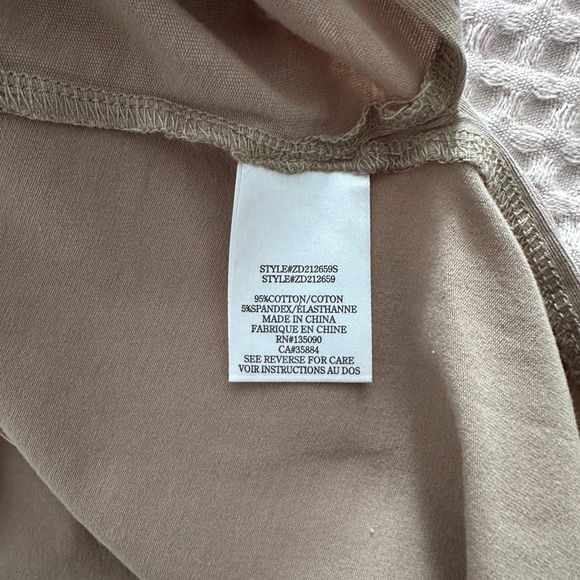 STYLE#ZD212659S
STYLE#ZD212659
95%COTTON/COTON
5%SPANDEX/ÉLASTHANNE
MADE IN CHINA
FABRIQUE EN CHINE
RN#135090
CA#35884
SEE REVERSE FOR CARE
VOIR INSTRUCTIONS AU DOS